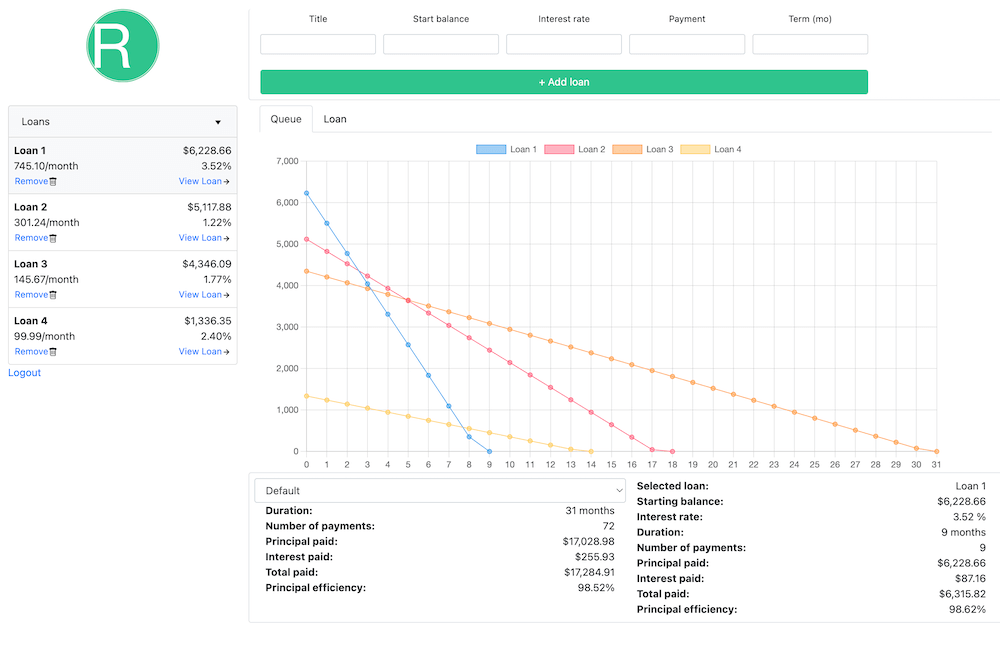 R
Title Start balance Interest rate Payment Term (mo)
+ Add loan
Loans
Loan 1 $6,228.66
745.10/month 3.52%
Remove View Loan→
Loan 2 $5,117.88
301.24/month 1.22%
Remove View Loan→
Loan 3 $4,346.09
145.67/month 1.77%
Remove View Loan→
Loan 4 $1,336.35
99.99/month 2.40%
Remove View Loan→
Logout
Queue Loan
Loan 1 Loan 2 Loan 3 Loan 4
7,000
6,000
5,000
4,000
3,000
2,000
1,000
0
0 1 2 3 4 5 6 7 8 9 10 11 12 13 14 15 16 17 18 19 20 21 22 23 24 25 26 27 28 29 30 31
Default
Duration: 31 months
Number of payments: 72
Principal paid: $17,028.98
Interest paid: $255.93
Total paid: $17,284.91
Principal efficiency: 98.52%
Selected loan: Loan 1
Starting balance: $6,228.66
Interest rate: 3.52 %
Duration: 9 months
Number of payments: 9
Principal paid: $6,228.66
Interest paid: $87.16
Total paid: $6,315.82
Principal efficiency: 98.62%